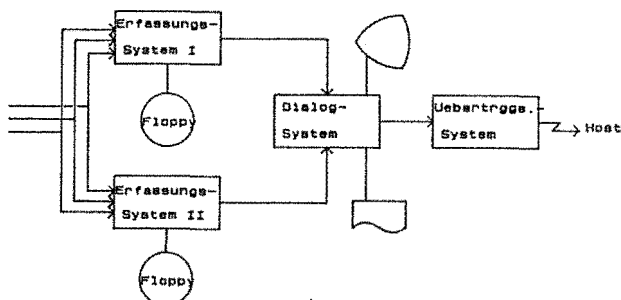 Erfassungs-
System I
Floppy
Dialog-
System
Uebertrggs.-
System
Host
Erfassungs-
System II
Floppy